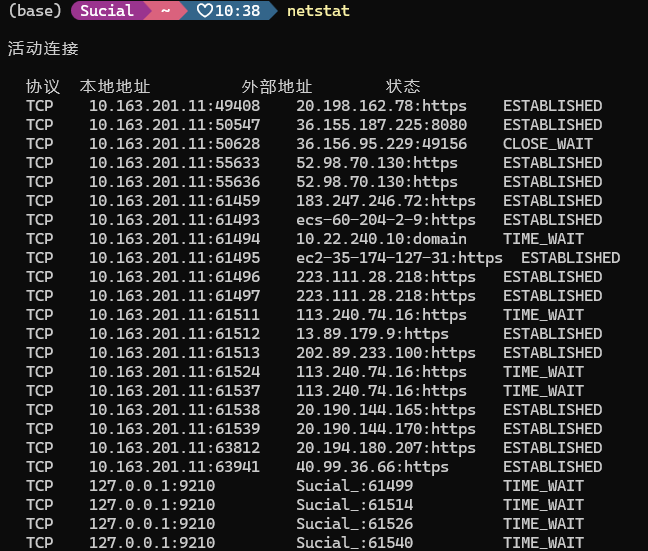 (base) Sucial ~ ♡10:38 netstat
活动连接
协议 本地地址 外部地址 状态
TCP 10.163.201.11:49408 20.198.162.78:https ESTABLISHED
TCP 10.163.201.11:50547 36.155.187.225:8080 ESTABLISHED
TCP 10.163.201.11:50628 36.156.95.229:49156 CLOSE_WAIT
TCP 10.163.201.11:55633 52.98.70.130:https ESTABLISHED
TCP 10.163.201.11:55636 52.98.70.130:https ESTABLISHED
TCP 10.163.201.11:61459 183.247.246.72:https ESTABLISHED
TCP 10.163.201.11:61493 ecs-60-204-2-9:https ESTABLISHED
TCP 10.163.201.11:61494 10.22.240.10:domain TIME_WAIT
TCP 10.163.201.11:61495 ec2-35-174-127-31:https ESTABLISHED
TCP 10.163.201.11:61496 223.111.28.218:https ESTABLISHED
TCP 10.163.201.11:61497 223.111.28.218:https ESTABLISHED
TCP 10.163.201.11:61511 113.240.74.16:https TIME_WAIT
TCP 10.163.201.11:61512 13.89.179.9:https ESTABLISHED
TCP 10.163.201.11:61513 202.89.233.100:https ESTABLISHED
TCP 10.163.201.11:61524 113.240.74.16:https TIME_WAIT
TCP 10.163.201.11:61537 113.240.74.16:https TIME_WAIT
TCP 10.163.201.11:61538 20.190.144.165:https ESTABLISHED
TCP 10.163.201.11:61539 20.190.144.170:https ESTABLISHED
TCP 10.163.201.11:63812 20.194.180.207:https ESTABLISHED
TCP 10.163.201.11:63941 40.99.36.66:https ESTABLISHED
TCP 127.0.0.1:9210 Sucial_:61499 TIME_WAIT
TCP 127.0.0.1:9210 Sucial_:61514 TIME_WAIT
TCP 127.0.0.1:9210 Sucial_:61526 TIME_WAIT
TCP 127.0.0.1:9210 Sucial_:61540 TIME_WAIT